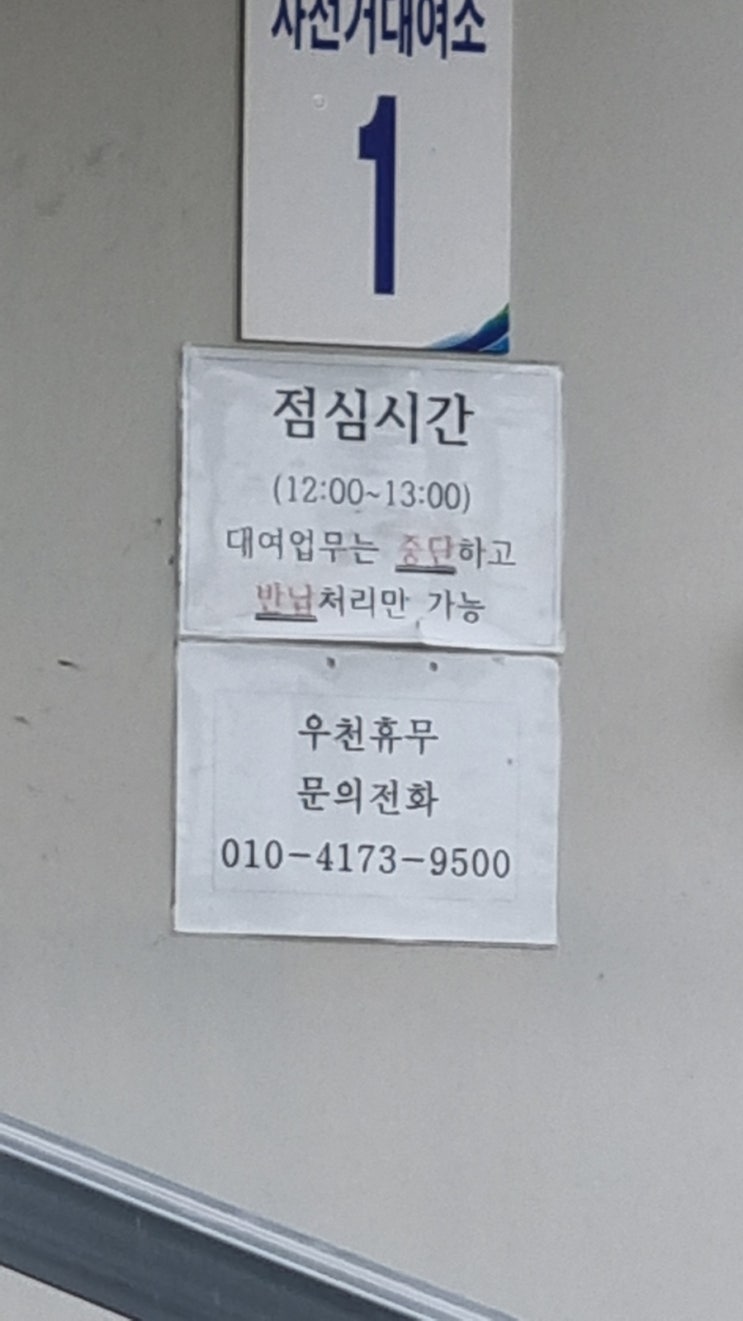 자전거대여소
1
점심시간
(12:00~13:00)
대여업무는 중단하고
반납처리만 가능
우천휴무
문의전화
010-4173-9500